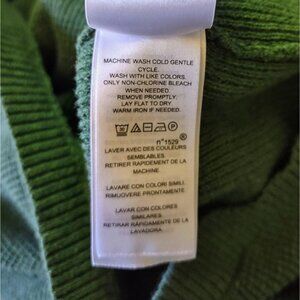 MACHINE WASH COLD GENTLE
CYCLE.
WASH WITH LIKE COLORS.
ONLY NON-CHLORINE BLEACH
WHEN NEEDED.
REMOVE PROMPTLY.
LAY FLAT TO DRY
WARM IRON IF NEEDED.
n°1529
LAVER AVEC DES COULEURS
SEMBLABLES.
RETIRER RAPIDEMENT DE LA
MACHINE
LAVARE CON COLORI SIMILI.
RIMUOVERE PRONTAMENTE
LAVAR CON COLORES
SIMILARES
RETIRAR RÁPIDAMENTE DE LA
LAVADORA.